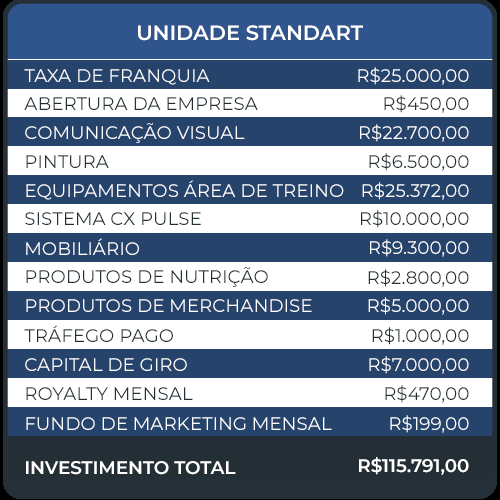 UNIDADE STANDART
TAXA DE FRANQUIA R$25.000,00
ABERTURA DA EMPRESA R$450,00
COMUNICAÇÃO VISUAL R$22.700,00
PINTURA R$6.500,00
EQUIPAMENTOS ÁREA DE TREINO R$25.372,00
SISTEMA CX PULSE R$10.000,00
MOBILIÁRIO R$9.300,00
PRODUTOS DE NUTRIÇÃO R$2.800,00
PRODUTOS DE MERCHANDISE R$5.000,00
TRÁFEGO PAGO R$1.000,00
CAPITAL DE GIRO R$7.000,00
ROYALTY MENSAL R$470,00
FUNDO DE MARKETING MENSAL R$199,00
INVESTIMENTO TOTAL R$115.791,00